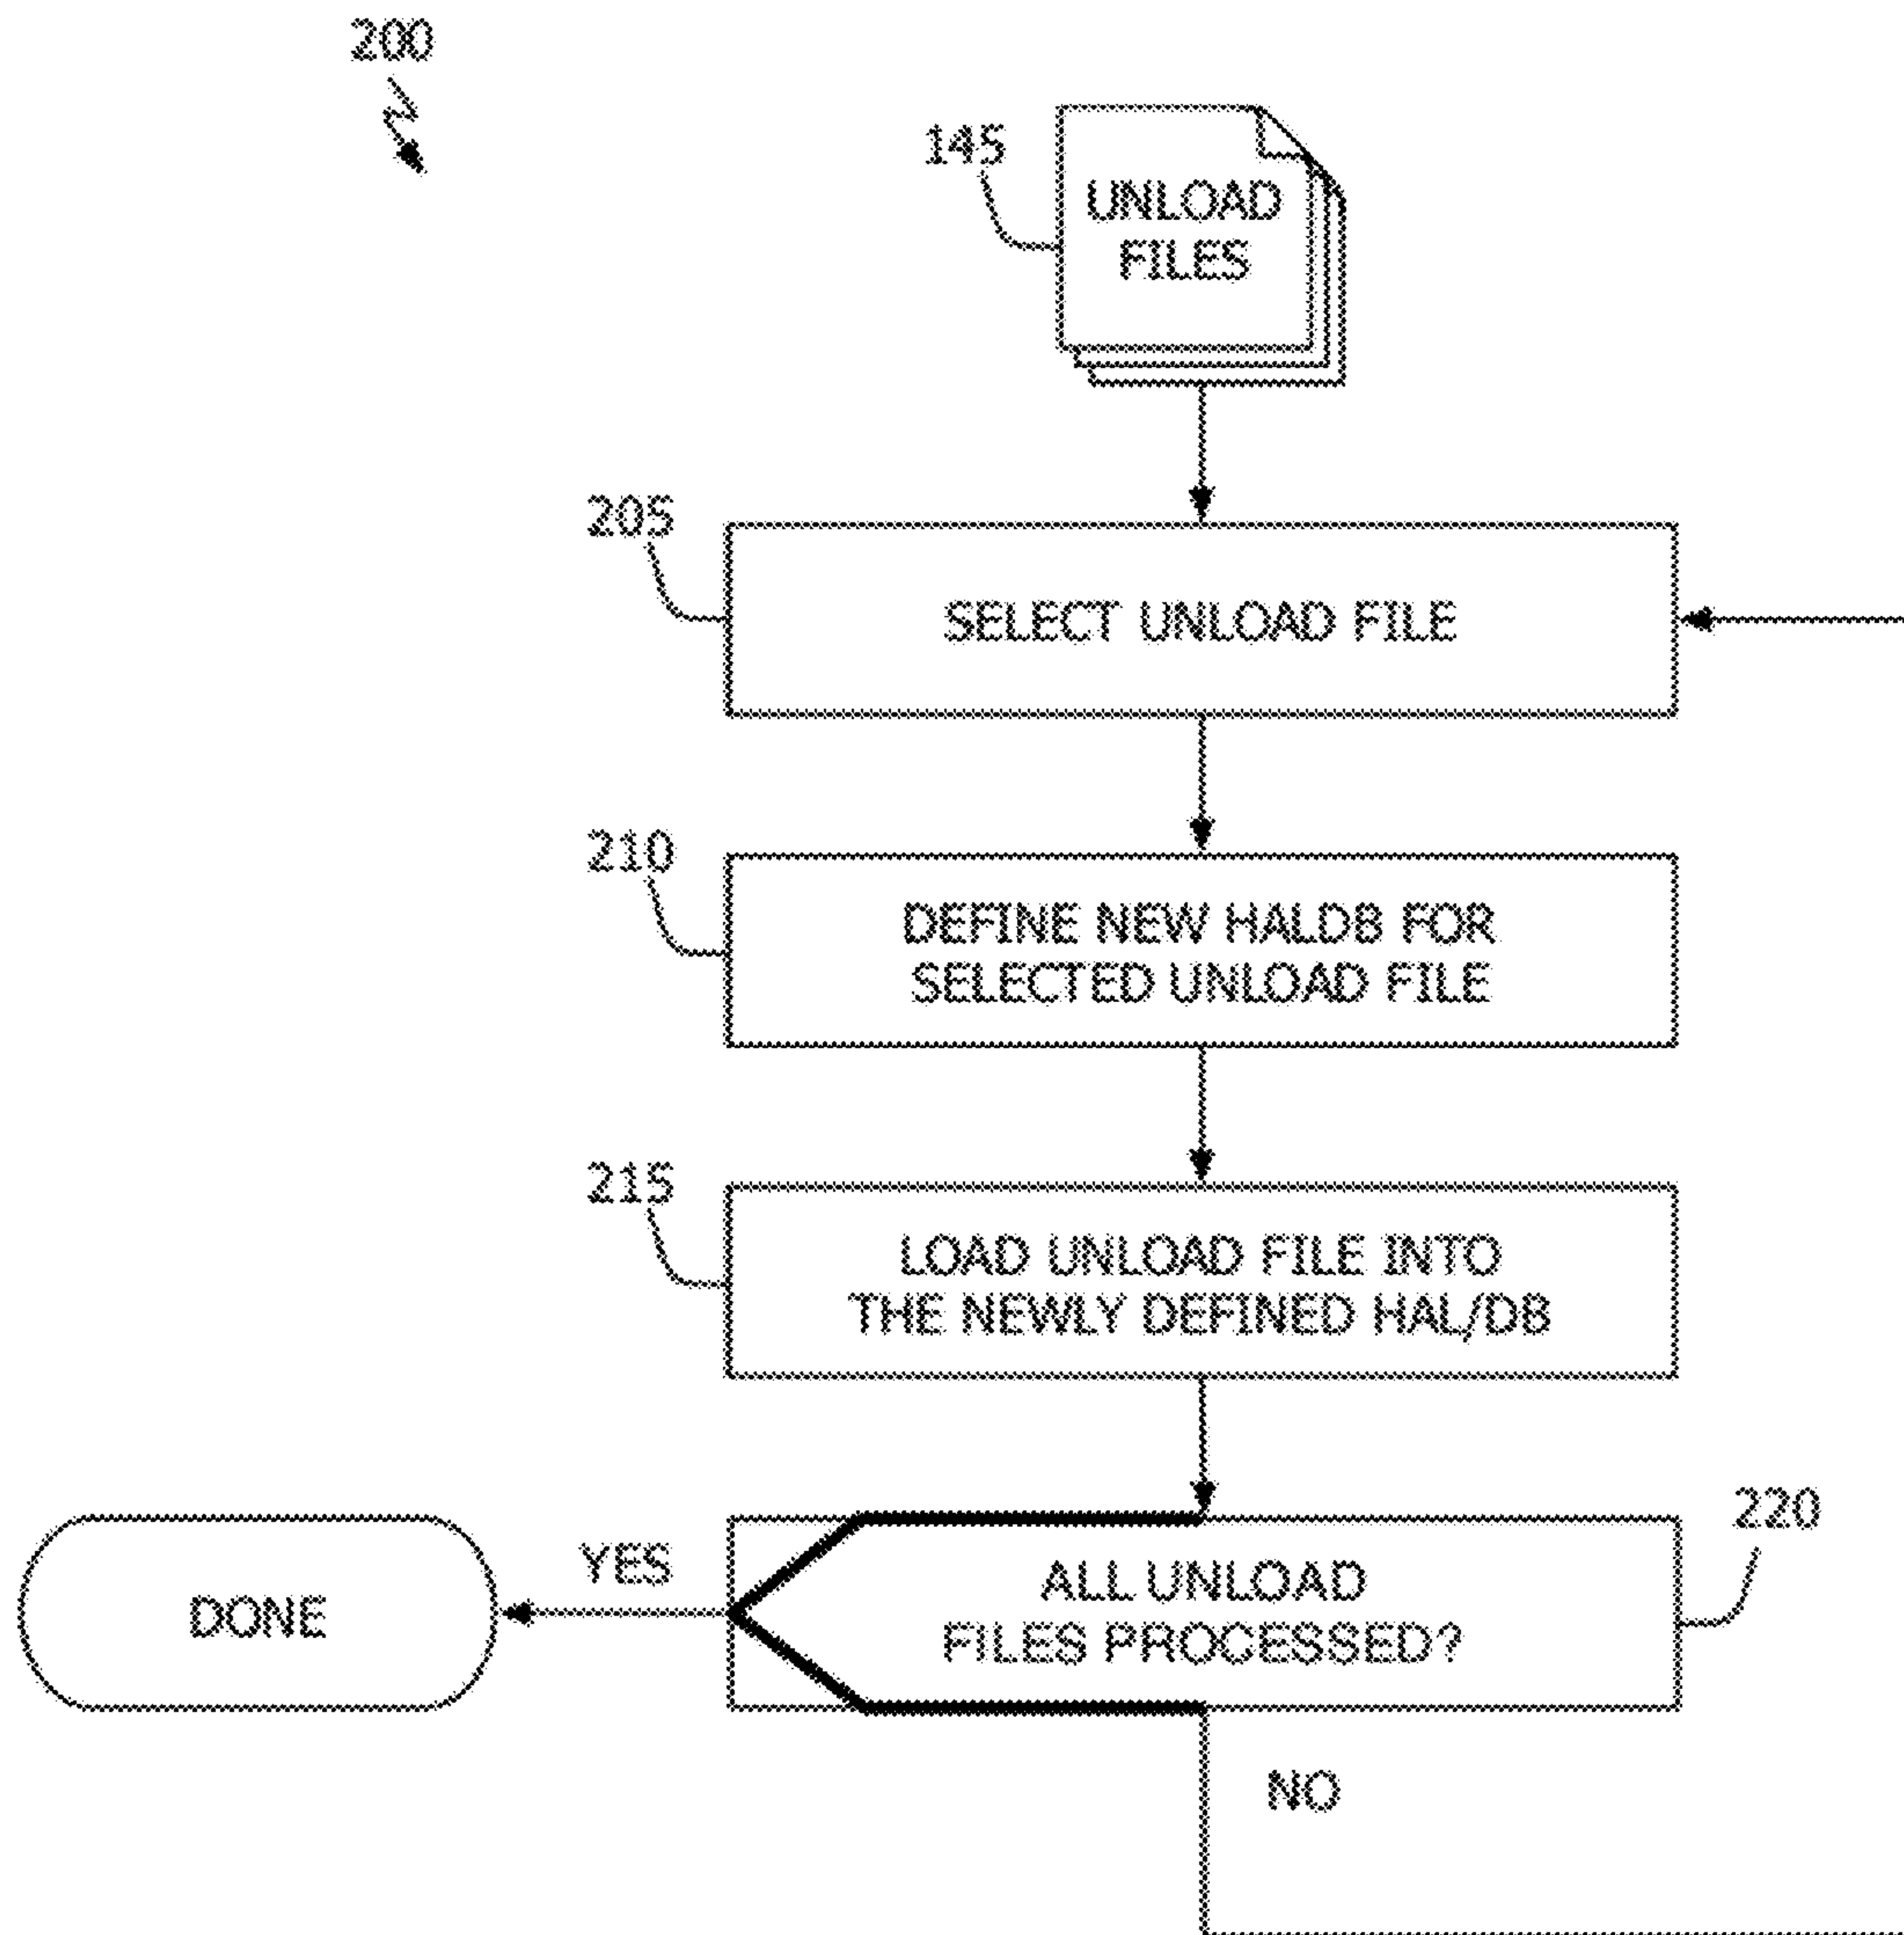 200
145
UNLOAD
FILES
205
SELECT UNLOAD FILE
210
DEFINE NEW HALDB FOR
SELECTED UNLOAD FILE
215
LOAD UNLOAD FILE INTO
THE NEWLY DEFINED HAL/DB
220
ALL UNLOAD
FILES PROCESSED?
YES
DONE
NO